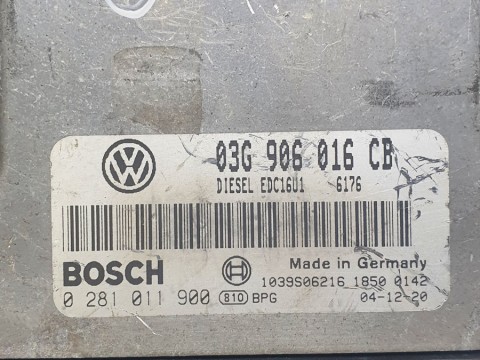 03G 906 016 CB
DIESEL EDC16U1 6176
BOSCH
Made in Germany
1039S06216 1850 0142
0 281 011 900 810 BPG 04-12-20